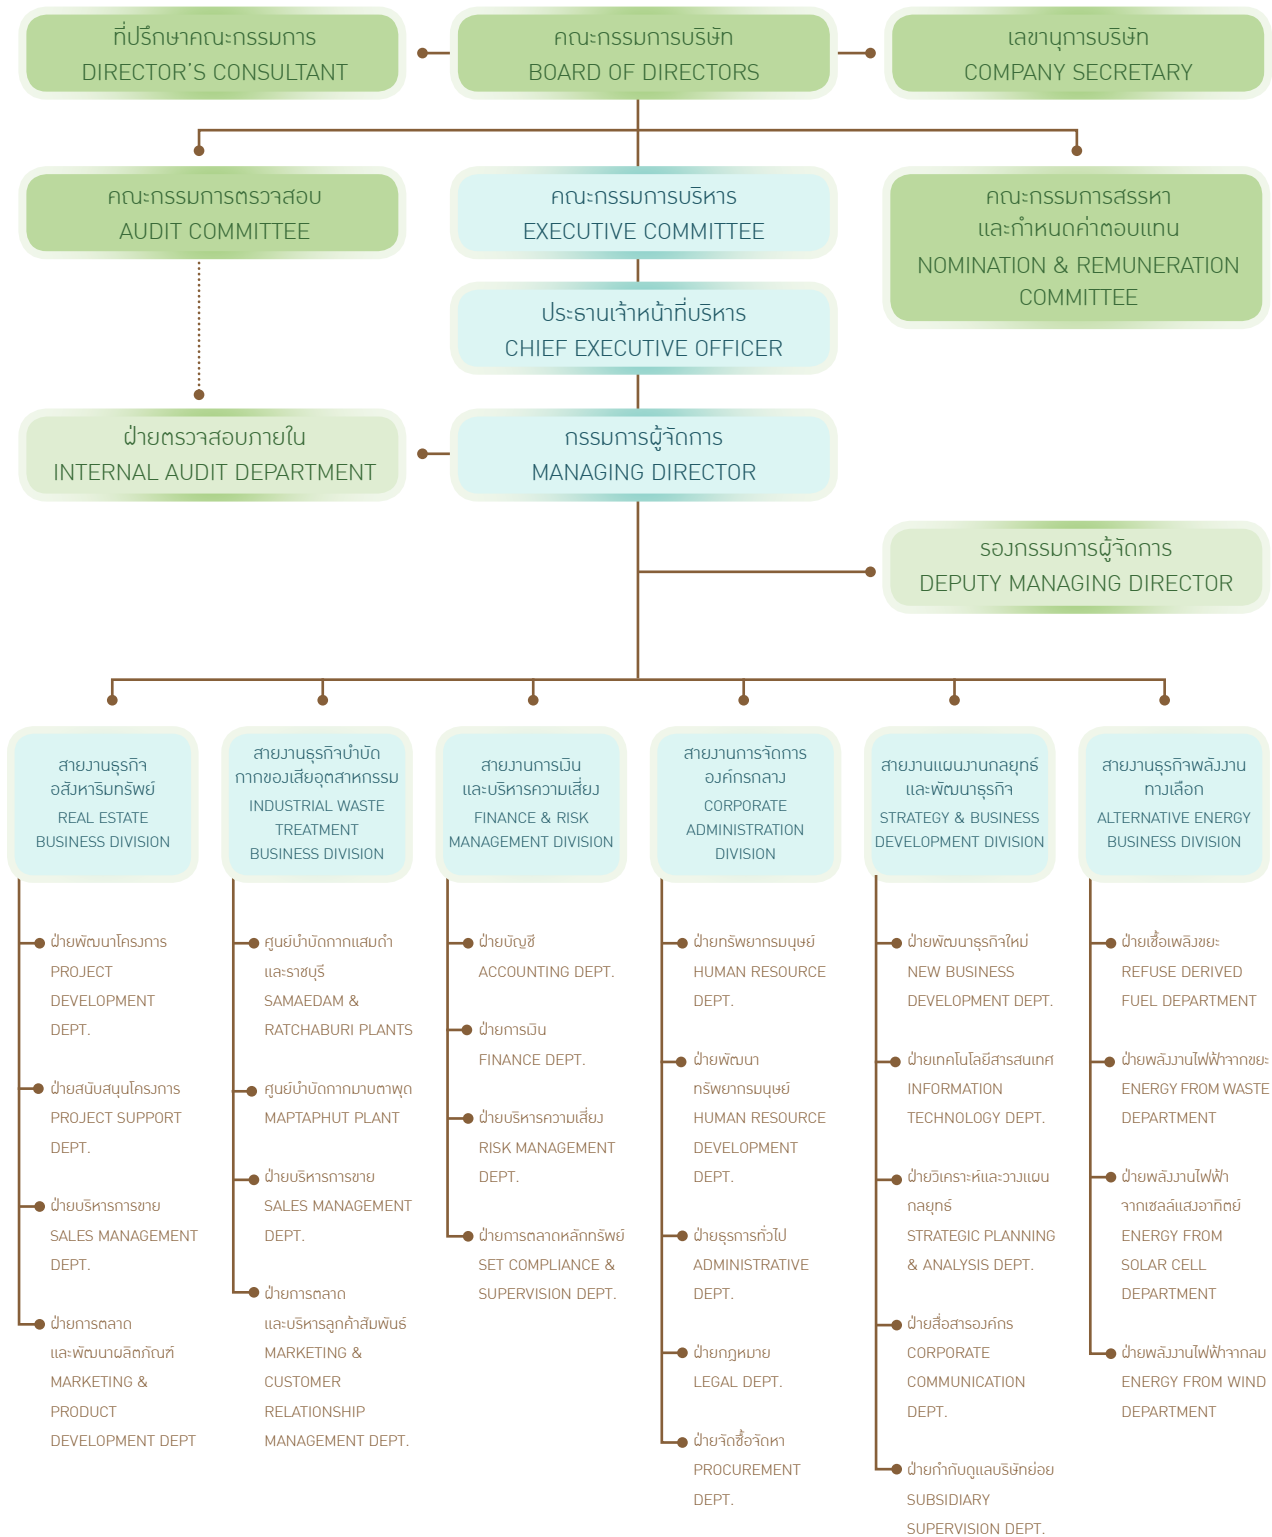 ที่ปรึกษาคณะกรรมการ
DIRECTOR'S CONSULTANT
คณะกรรมการบริษัท
BOARD OF DIRECTORS
เลขานุการบริษัท
COMPANY SECRETARY
คณะกรรมการตรวจสอบ
AUDIT COMMITTEE
คณะกรรมการบริหาร
EXECUTIVE COMMITTEE
คณะกรรมการสรรหา
และกำหนดค่าตอบแทน
NOMINATION & REMUNERATION
COMMITTEE
ประธานเจ้าหน้าที่บริหาร
CHIEF EXECUTIVE OFFICER
ฝ่ายตรวจสอบภายใน
INTERNAL AUDIT DEPARTMENT
กรรมการผู้จัดการ
MANAGING DIRECTOR
รองกรรมการผู้จัดการ
DEPUTY MANAGING DIRECTOR
สายงานธุรกิจ
อสังหาริมทรัพย์
REAL ESTATE
BUSINESS DIVISION
ฝ่ายพัฒนาโครงการ
PROJECT
DEVELOPMENT
DEPT.
ฝ่ายสนับสนุนโครงการ
PROJECT SUPPORT
DEPT.
ฝ่ายบริหารการขาย
SALES MANAGEMENT
DEPT.
ฝ่ายการตลาด
และพัฒนาผลิตภัณฑ์
MARKETING &
PRODUCT
DEVELOPMENT DEPT
สายงานธุรกิจบำบัด
กากของเสียอุตสาหกรรม
INDUSTRIAL WASTE
TREATMENT
BUSINESS DIVISION
ศูนย์บำบัดกากแสมดำ
และราชบุรี
SAMAEDAM &
RATCHABURI PLANTS
ศูนย์บำบัดกากมาบตาพุด
MAPTAPHUT PLANT
ฝ่ายบริหารการขาย
SALES MANAGEMENT
DEPT.
ฝ่ายการตลาด
และบริหารลูกค้าสัมพันธ์
MARKETING &
CUSTOMER
RELATIONSHIP
MANAGEMENT DEPT.
สายงานการเงิน
และบริหารความเสี่ยง
FINANCE & RISK
MANAGEMENT DIVISION
ฝ่ายบัญชี
ACCOUNTING DEPT.
ฝ่ายการเงิน
FINANCE DEPT.
ฝ่ายบริหารความเสี่ยง
RISK MANAGEMENT
DEPT.
ฝ่ายการตลาดหลักทรัพย์
SET COMPLIANCE &
SUPERVISION DEPT.
สายงานการจัดการ
องค์กรกลาง
CORPORATE
ADMINISTRATION
DIVISION
ฝ่ายทรัพยากรมนุษย์
HUMAN RESOURCE
DEPT.
ฝ่ายพัฒนา
ทรัพยากรมนุษย์
HUMAN RESOURCE
DEVELOPMENT
DEPT.
ฝ่ายธุรการทั่วไป
ADMINISTRATIVE
DEPT.
ฝ่ายกฎหมาย
LEGAL DEPT.
ฝ่ายจัดซื้อจัดหา
PROCUREMENT
DEPT.
สายงานแผนงานกลยุทธ์
และพัฒนาธุรกิจ
STRATEGY & BUSINESS
DEVELOPMENT DIVISION
ฝ่ายพัฒนาธุรกิจใหม่
NEW BUSINESS
DEVELOPMENT DEPT.
ฝ่ายเทคโนโลยีสารสนเทศ
INFORMATION
TECHNOLOGY DEPT.
ฝ่ายวิเคราะห์และวางแผน
กลยุทธ์
STRATEGIC PLANNING
& ANALYSIS DEPT.
ฝ่ายสื่อสารองค์กร
CORPORATE
COMMUNICATION
DEPT.
ฝ่ายกำกับดูแลบริษัทย่อย
SUBSIDIARY
SUPERVISION DEPT.
สายงานธุรกิจพลังงาน
ทางเลือก
ALTERNATIVE ENERGY
BUSINESS DIVISION
ฝ่ายเชื้อเพลิงขยะ
REFUSE DERIVED
FUEL DEPARTMENT
ฝ่ายพลังงานไฟฟ้าจากขยะ
ENERGY FROM WASTE
DEPARTMENT
ฝ่ายพลังงานไฟฟ้า
จากเซลล์แสงอาทิตย์
ENERGY FROM
SOLAR CELL
DEPARTMENT
ฝ่ายพลังงานไฟฟ้าจากลม
ENERGY FROM WIND
DEPARTMENT